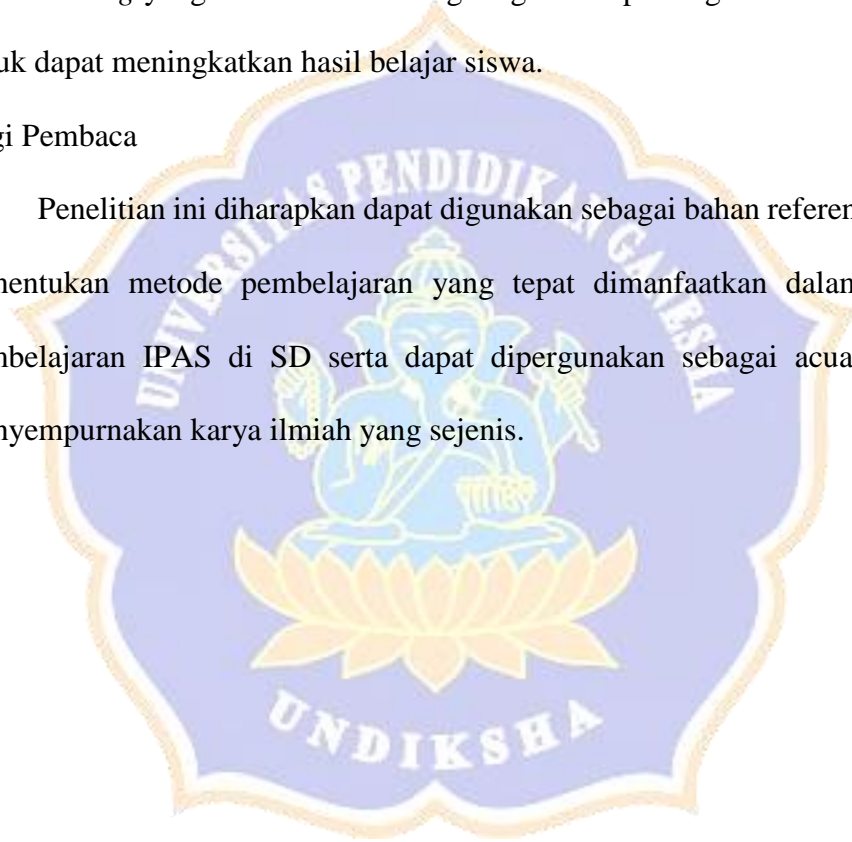 uk dapat meningkatkan hasil belajar siswa.
gi Pembaca
Penelitian ini diharapkan dapat digunakan sebagai bahan referen
nentukan metode pembelajaran yang tepat dimanfaatkan dalam
nbelajaran IPAS di SD serta dapat dipergunakan sebagai acua
nyempurnakan karya ilmiah yang sejenis.
UNIVERSITAS PENDIDIKAN GANESHA
UNDIKSHA